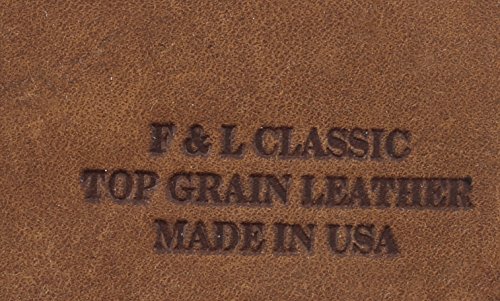 F & L CLASSIC
TOP GRAIN LEATHER
MADE IN USA